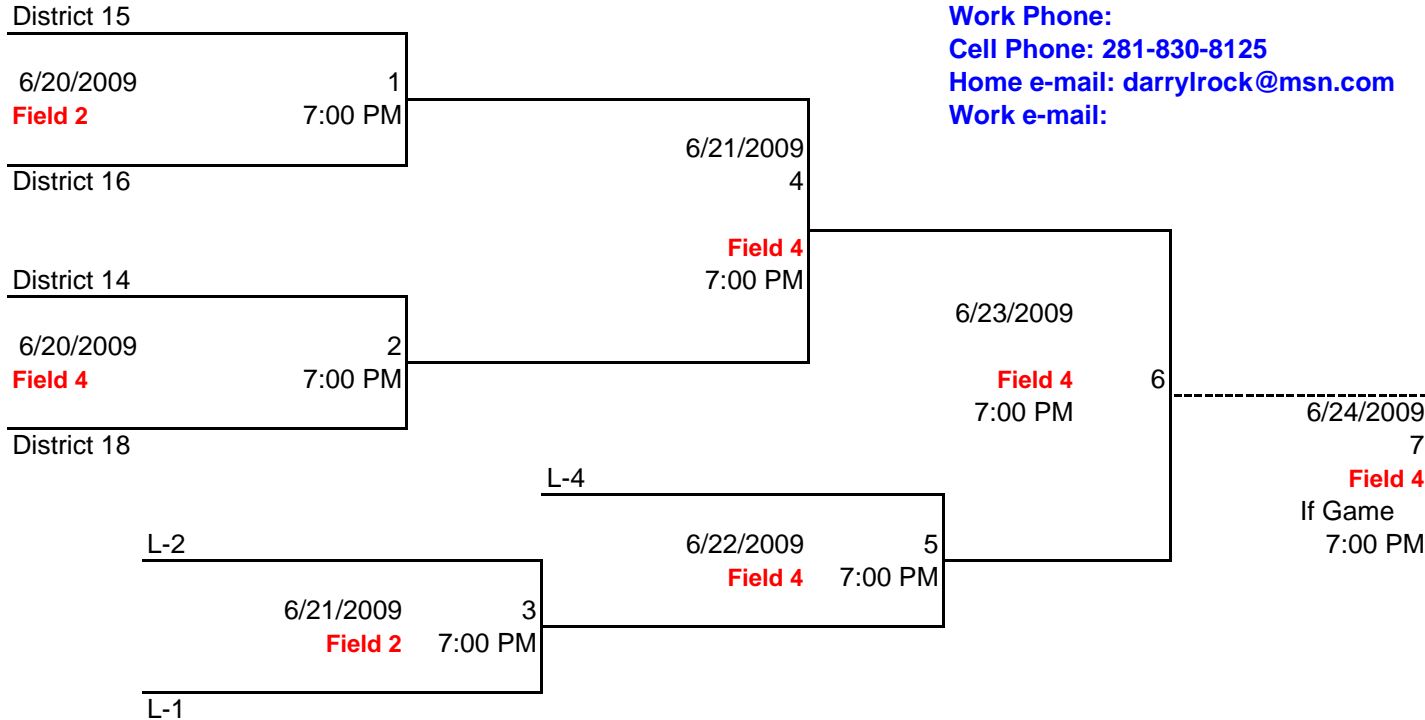 District 15
Work Phone:
Cell Phone: 281-830-8125
6/20/2009 1
Home e-mail: darrylrock@msn.com
Field 2 7:00 PM
Work e-mail:
6/21/2009
District 16
4
Field 4
District 14
7:00 PM
6/23/2009
6/20/2009 2
Field 4 7:00 PM
Field 4 6
7:00 PM
6/24/2009
District 18
7
L-4
Field 4
If Game
L-2
6/22/2009 5
7:00 PM
Field 4 7:00 PM
6/21/2009 3
Field 2 7:00 PM
L-1